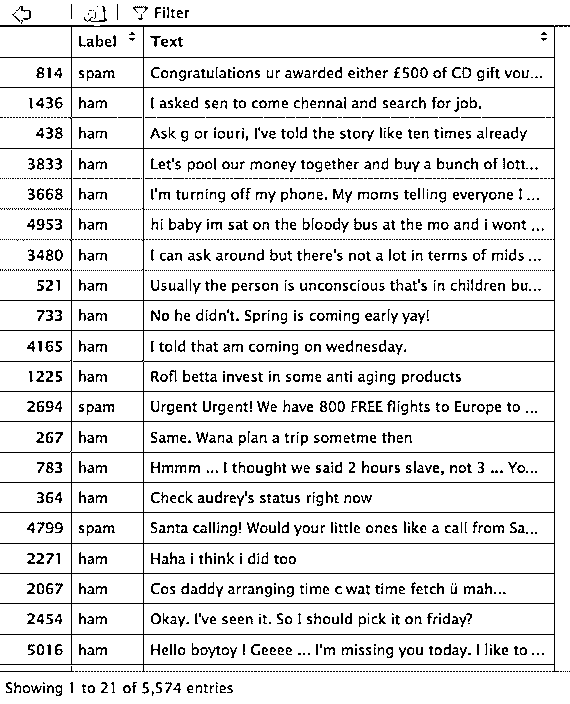 Filter
Label Text
814 spam Congratulations ur awarded either £500 of CD gift vou...
1436 ham I asked sen to come chennai and search for job.
438 ham Ask g or iouri, I've told the story like ten times already
3833 ham Let's pool our money together and buy a bunch of lott...
3668 ham I'm turning off my phone. My moms telling everyone I ...
4953 ham hi baby im sat on the bloody bus at the mo and i wont ...
3480 ham I can ask around but there's not a lot in terms of mids ...
521 ham Usually the person is unconscious that's in children bu...
733 ham No he didn't. Spring is coming early yay!
4165 ham I told that am coming on wednesday.
1225 ham Rofl betta invest in some anti aging products
2694 spam Urgent Urgent! We have 800 FREE flights to Europe to ...
267 ham Same. Wana plan a trip sometme then
783 ham Hmmm ... I thought we said 2 hours slave, not 3 ... Yo...
364 ham Check audrey's status right now
4799 spam Santa calling! Would your little ones like a call from Sa...
2271 ham Haha i think i did too
2067 ham Cos daddy arranging time c wat time fetch ü mah...
2454 ham Okay. I've seen it. So I should pick it on friday?
5016 ham Hello boytoy ! Geeee ... I'm missing you today. I like to ...
Showing 1 to 21 of 5,574 entries